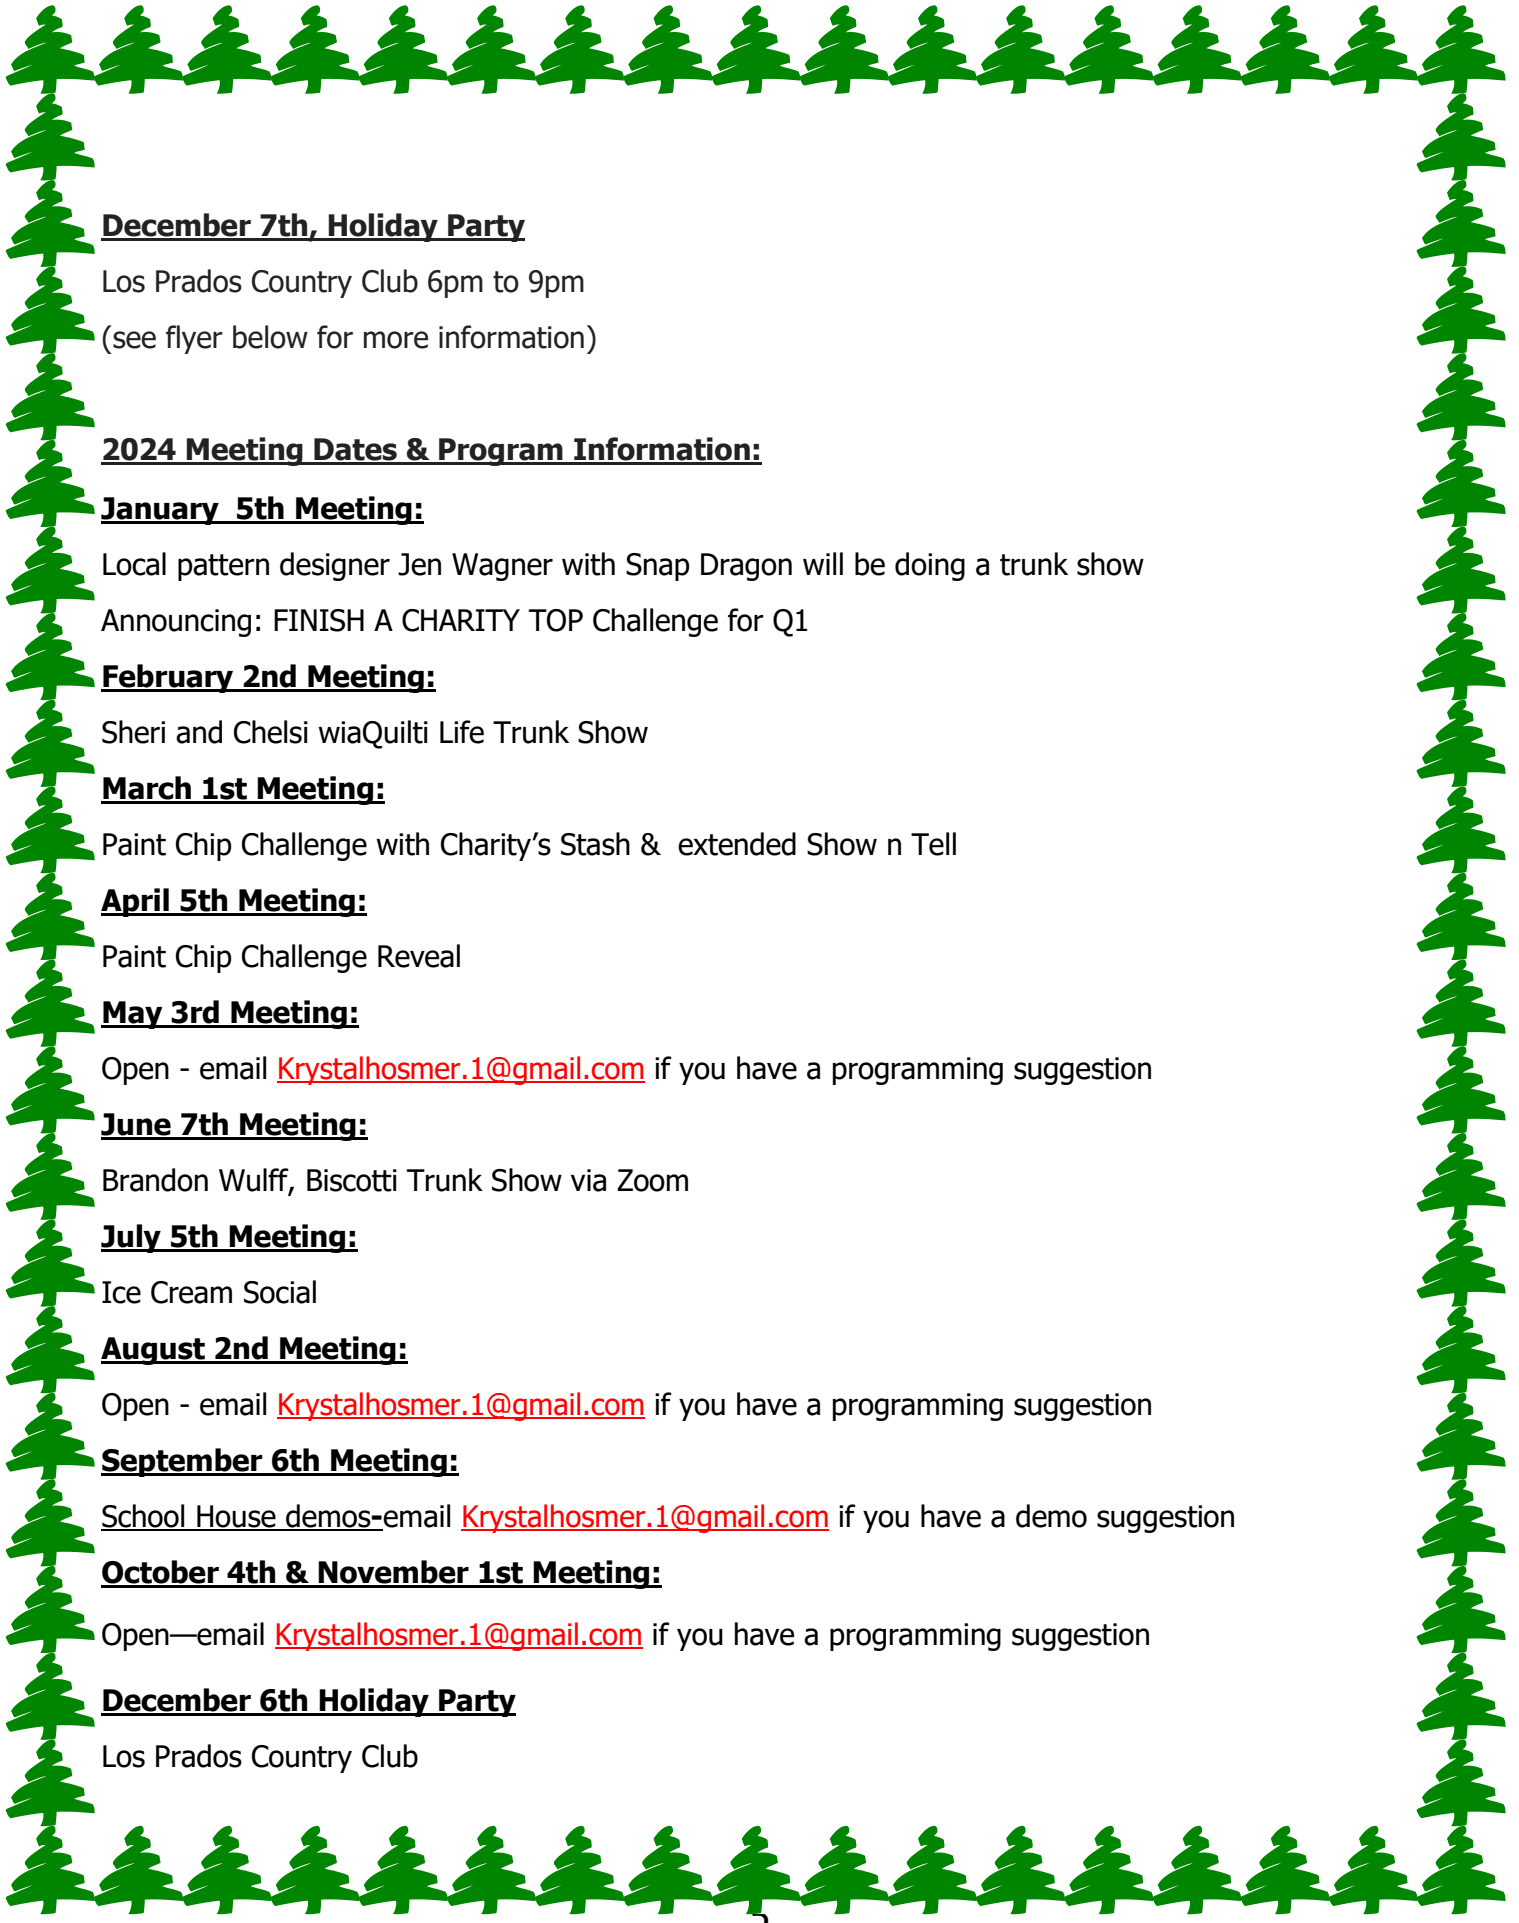 December 7th, Holiday Party
Los Prados Country Club 6pm to 9pm
(see flyer below for more information)
2024 Meeting Dates & Program Information:
January  5th Meeting:
Local pattern designer Jen Wagner with Snap Dragon will be doing a trunk show
Announcing: FINISH A CHARITY TOP Challenge for Q1
February 2nd Meeting:
Sheri and Chelsi wiaQuilti Life Trunk Show
March 1st Meeting:
Paint Chip Challenge with Charity’s Stash &  extended Show n Tell
April 5th Meeting:
Paint Chip Challenge Reveal
May 3rd Meeting:
Open - email Krystalhosmer.1@gmail.com if you have a programming suggestion
June 7th Meeting:
Brandon Wulff, Biscotti Trunk Show via Zoom
July 5th Meeting:
Ice Cream Social
August 2nd Meeting:
Open - email Krystalhosmer.1@gmail.com if you have a programming suggestion
September 6th Meeting:
School House demos-email Krystalhosmer.1@gmail.com if you have a demo suggestion
October 4th & November 1st Meeting:
Open—email Krystalhosmer.1@gmail.com if you have a programming suggestion
December 6th Holiday Party
Los Prados Country Club